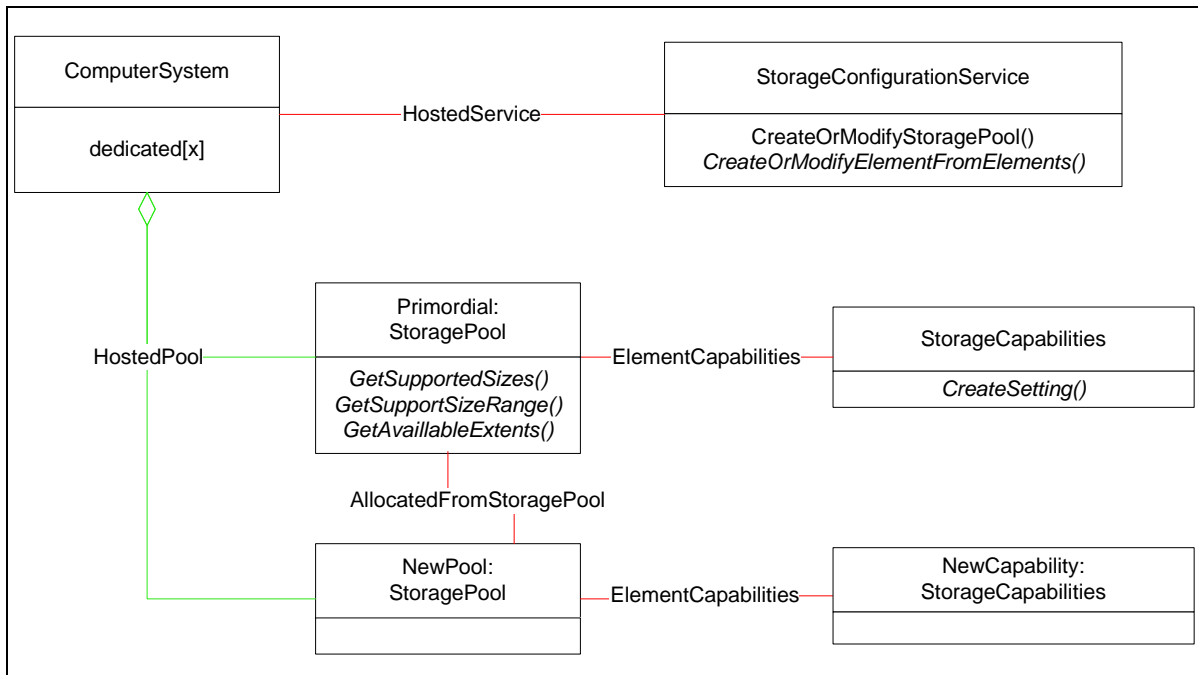 ComputerSystem
dedicated[x]
HostedService
StorageConfigurationService
CreateOrModifyStoragePool()
CreateOrModifyElementFromElements()
HostedPool
Primordial:
StoragePool
GetSupportedSizes()
GetSupportSizeRange()
GetAvaillableExtents()
ElementCapabilities
StorageCapabilities
CreateSetting()
AllocatedFromStoragePool
NewPool:
StoragePool
ElementCapabilities
NewCapability:
StorageCapabilities